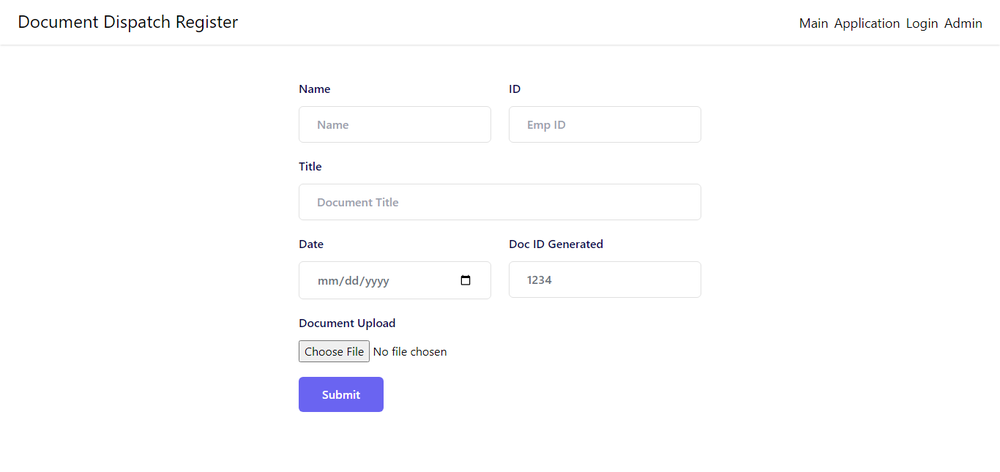 Document Dispatch Register
Main Application Login Admin
Name ID
Name Emp ID
Title
Document Title
Date Doc ID Generated
mm/dd/yyyy 1234
Document Upload
Choose File No file chosen
Submit